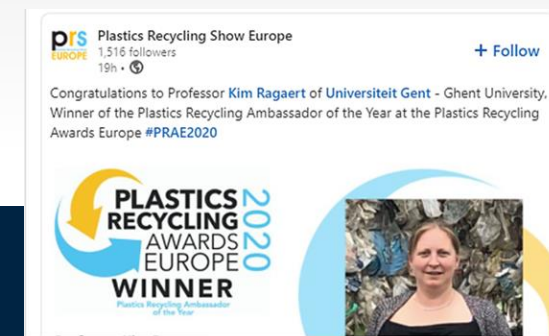 prs
EUROPE
Plastics Recycling Show Europe
1,516 followers
19h •
+ Follow
Congratulations to Professor Kim Ragaert of Universiteit Gent - Ghent University,
Winner of the Plastics Recycling Ambassador of the Year at the Plastics Recycling
Awards Europe #PRAE2020
PLASTICS
RECYCLING
AWARDS
EUROPE
2020
WINNER
Plastics Recycling Ambassador
of the Year